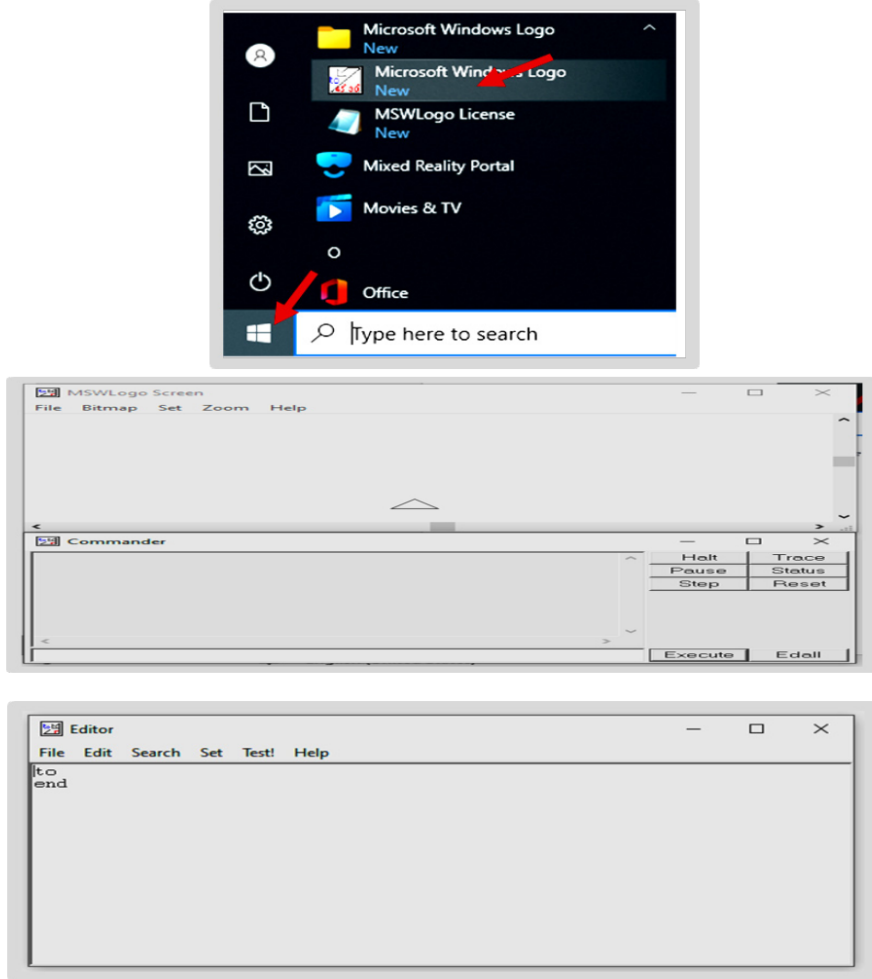 Microsoft Windows Logo
New
Microsoft Windows Logo
New
MSWLogo License
New
Mixed Reality Portal
Movies & TV
O
Office
Type here to search
MSWLogo Screen
File Bitmap Set Zoom Help
Commander
Halt Trace
Pause Status
Step Reset
Execute Edall
Editor
File Edit Search Set Test! Help
to
end